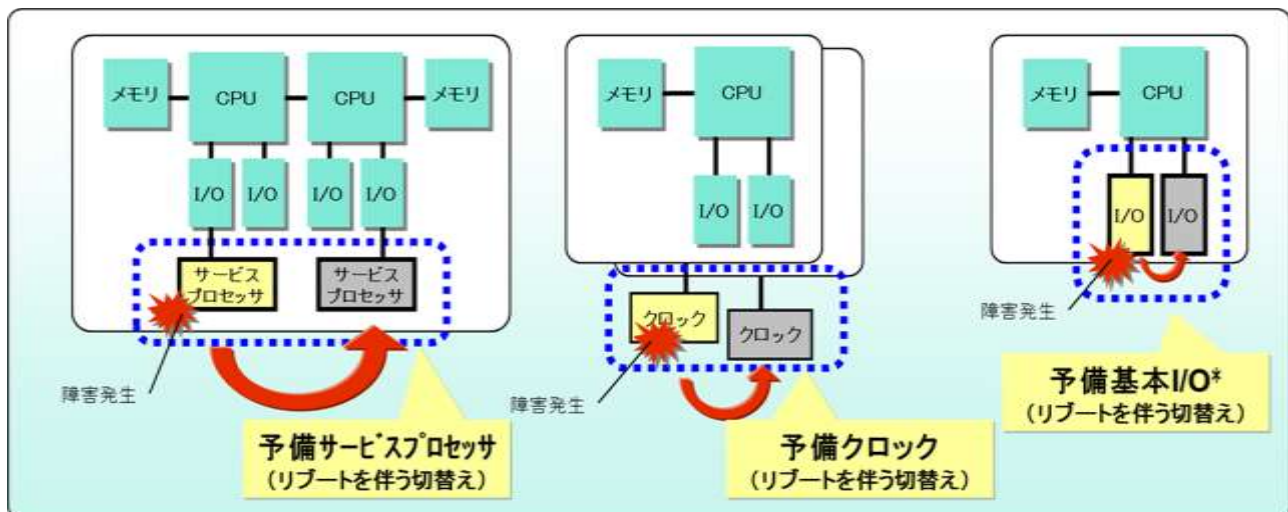 メモリ
CPU
CPU
メモリ
I/O
I/O
I/O
I/O
サービス
プロセッサ
サービス
プロセッサ
障害発生
予備サービスプロセッサ
(リブートを伴う切替え)
メモリ
CPU
I/O
I/O
クロック
クロック
障害発生
予備クロック
(リブートを伴う切替え)
メモリ
CPU
I/O
I/O
障害発生
予備基本I/O*
(リブートを伴う切替え)